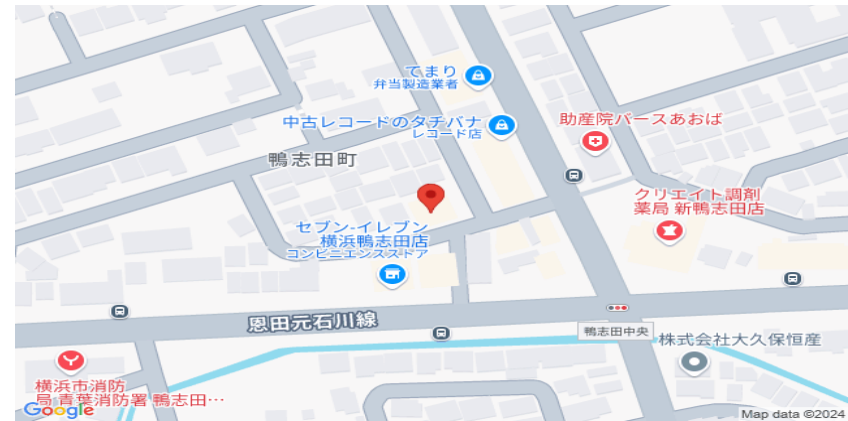 てまり
弁当製造業者
中古レコードのタチバナ
レコード店
助産院バースあおば
鴨志田町
クリエイト調剤
薬局 新鴨志田店
セブン-イレブン
横浜鴨志田店
コンビニエンスストア
恩田元石川線
鴨志田中央
株式会社大久保恒産
横浜市消防
局 青葉消防署 鴨志田…
Google
Map data ©2024